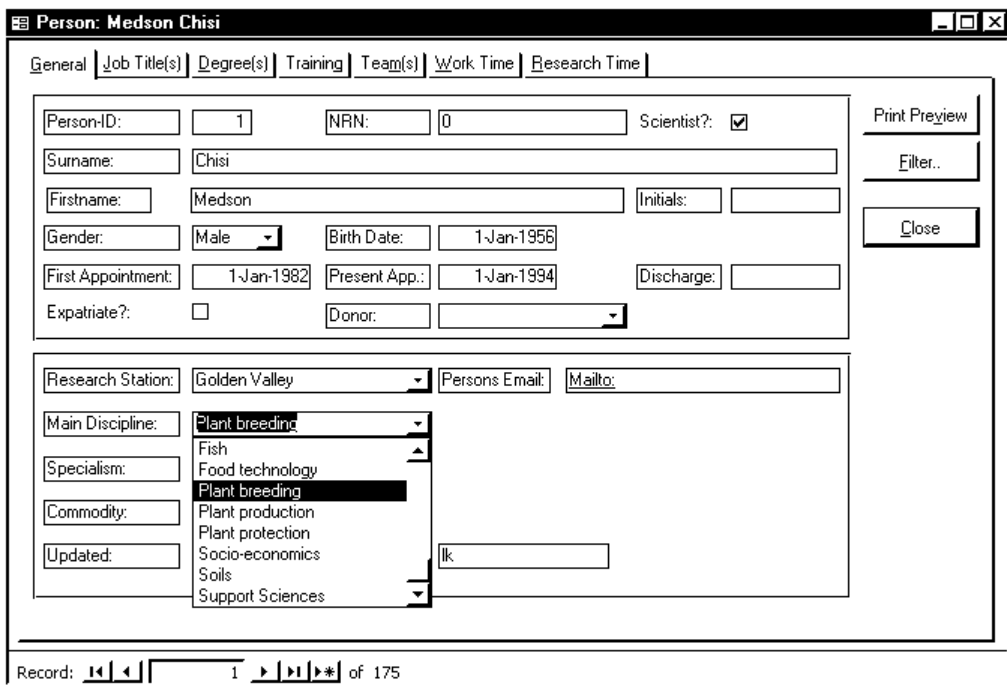 Person: Medson Chisi
General Job Title(s) Degree(s) Training Team(s) Work Time Research Time
Person-ID: 1 NRN: 0 Scientist?: Print Preview
Surname: Chisi Filter..
Firstname: Medson Initials:
Gender: Male Birth Date: 1-Jan-1956 Close
First Appointment: 1-Jan-1982 Present App.: 1-Jan-1994 Discharge:
Expatriate?: Donor:
Research Station: Golden Valley Persons Email: Mailto:
Main Discipline: Plant breeding
Fish
Specialism: Food technology
Plant breeding
Commodity: Plant production
Plant protection
Updated: Socio-economics lk
Soils
Support Sciences
Record: 1 of 175